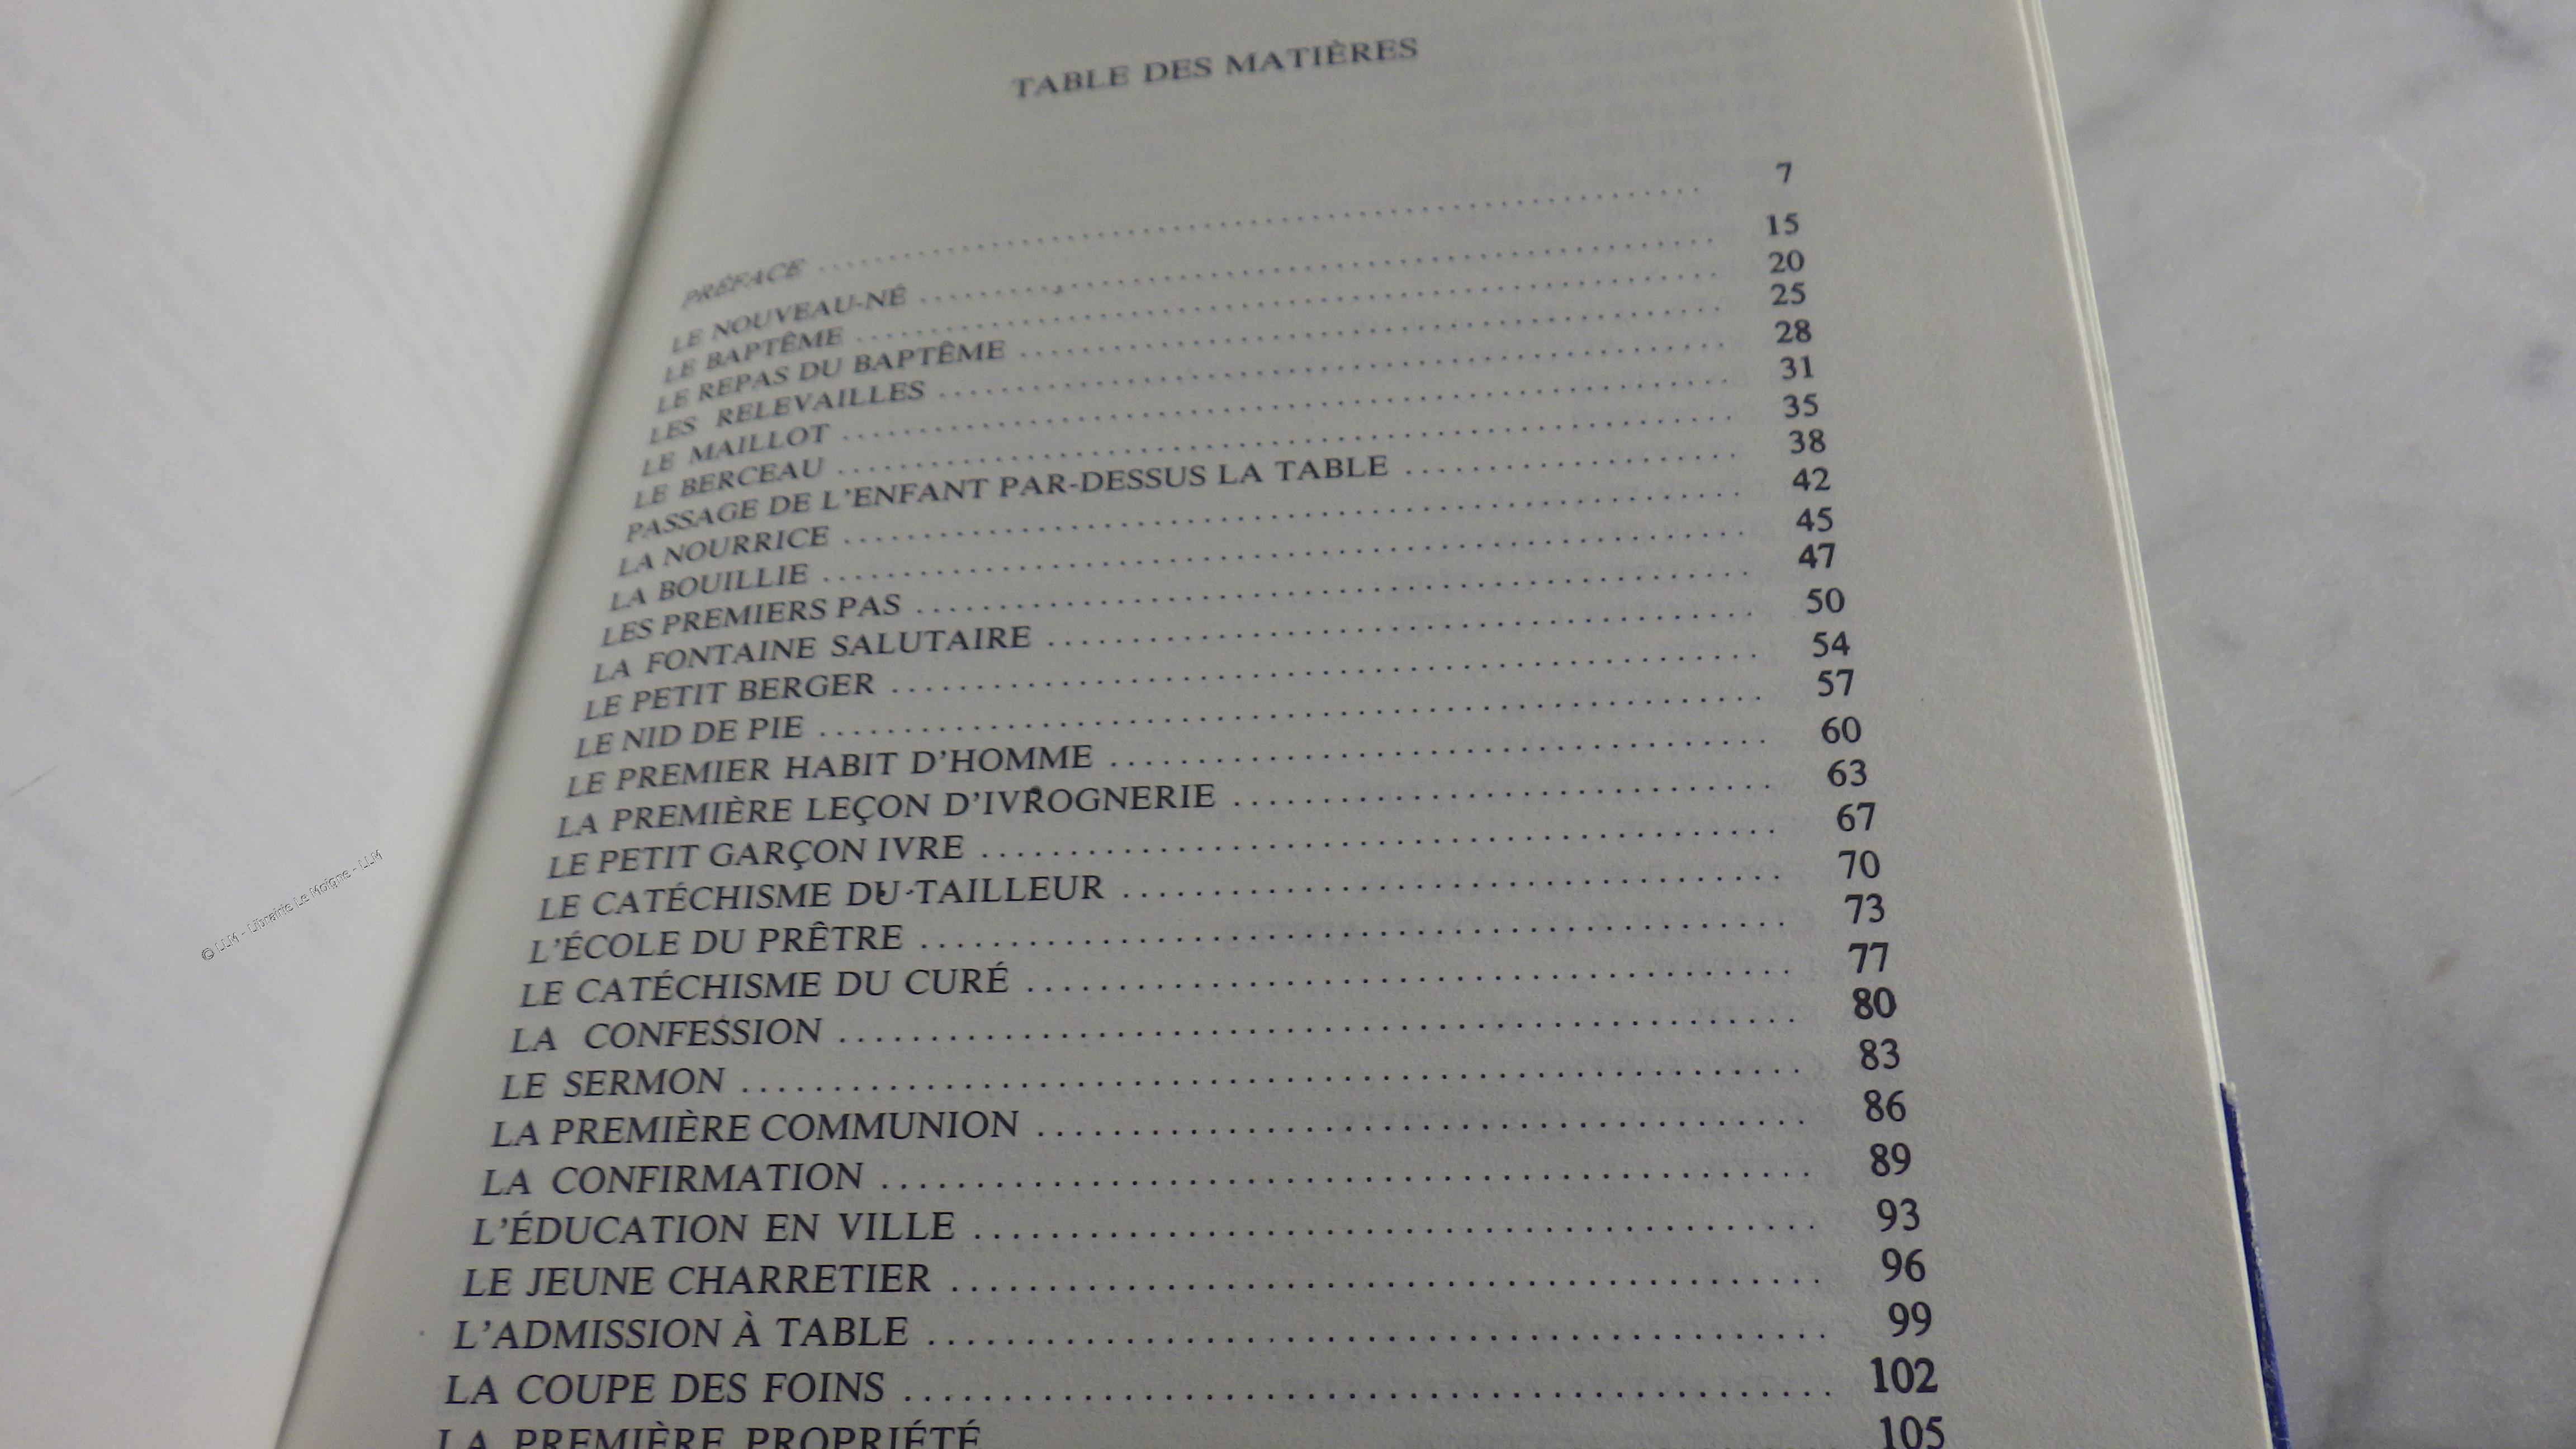 TABLE DES MATIÈRES
PRÉFACE .......... 7
LE NOUVEAU-NÉ .......... 15
LE BAPTÊME .......... 20
LE REPAS DU BAPTÊME .......... 25
LES RELEVAILLES .......... 28
LE MAILLOT .......... 31
LE BERCEAU .......... 35
PASSAGE DE L'ENFANT PAR-DESSUS LA TABLE .......... 38
LA NOURRICE .......... 42
LA BOUILLIE .......... 45
LES PREMIERS PAS .......... 47
LA FONTAINE SALUTAIRE .......... 50
LE PETIT BERGER .......... 54
LE NID DE PIE .......... 57
LE PREMIER HABIT D'HOMME .......... 60
LA PREMIÈRE LEÇON D'IVROGNERIE .......... 63
LE PETIT GARÇON IVRE .......... 67
LE CATÉCHISME DU TAILLEUR .......... 70
L'ÉCOLE DU PRÊTRE .......... 73
LE CATÉCHISME DU CURÉ .......... 77
LA CONFESSION .......... 80
LE SERMON .......... 83
LA PREMIÈRE COMMUNION .......... 86
LA CONFIRMATION .......... 89
L'ÉDUCATION EN VILLE .......... 93
LE JEUNE CHARRETIER .......... 96
L'ADMISSION À TABLE .......... 99
LA COUPE DES FOINS .......... 102
LA PREMIÈRE PROPRIÉTÉ 105
© LLM - Librairie Le Moigne - LLM